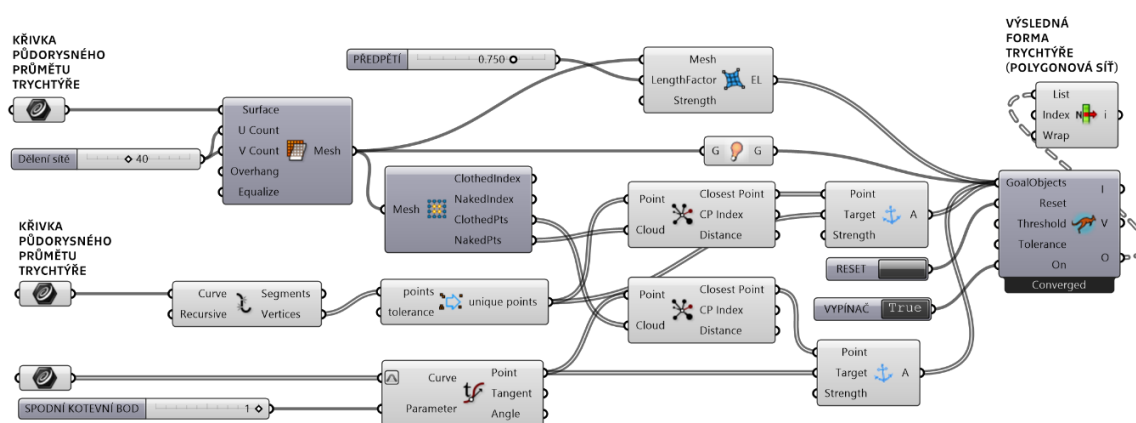 KŘIVKA
PŮDORYSNÉHO
PRŮMĚTU
TRYCHTÝŘE
Dělení sítě
40
Surface
U Count
V Count
Overhang
Equalize
Mesh
PŘEDPĚTÍ
0.750
Mesh
LengthFactor
Strength
EL
G
G
Mesh
ClothedIndex
NakedIndex
ClothedPts
NakedPts
KŘIVKA
PŮDORYSNÉHO
PRŮMĚTU
TRYCHTÝŘE
Curve
Recursive
Segments
Vertices
points
tolerance
unique points
SPODNÍ KOTEVNÍ BOD
1
Curve
Parameter
t
Point
Tangent
Angle
Point
Cloud
Closest Point
CP Index
Distance
Point
Cloud
Closest Point
CP Index
Distance
Point
Target
Strength
A
RESET
VYPÍNAČ
True
Point
Target
Strength
A
VÝSLEDNÁ
FORMA
TRYCHTÝŘE
(POLYGONOVÁ SÍŤ)
List
Index
Wrap
N
i
GoalObjects
Reset
Threshold
Tolerance
On
I
V
O
Converged